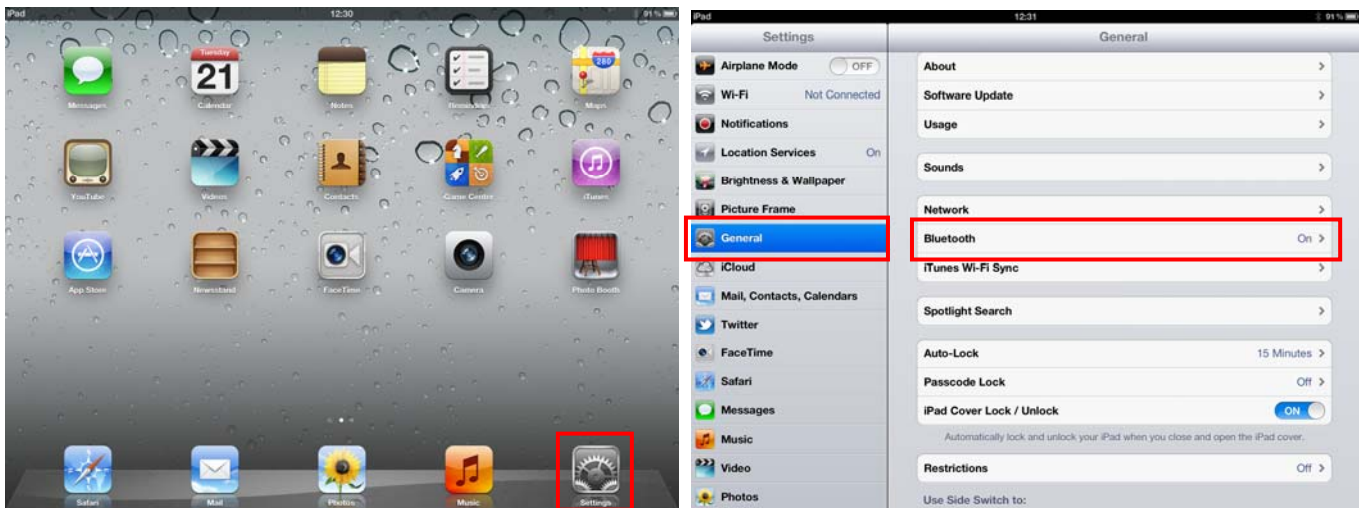 iPad 12:30 91 %
Messages
Tuesday
21
Calendar
Notes
Reminders
280
Maps
YouTube
Videos
Contacts
Game Center
iTunes
App Store
Newsstand
FaceTime
Camera
Photo Booth
Safari
Mail
Photos
Music
Settings
iPad 12:31 91 %
Settings
Airplane Mode OFF
Wi-Fi Not Connected
Notifications
Location Services On
Brightness & Wallpaper
Picture Frame
General
iCloud
Mail, Contacts, Calendars
Twitter
FaceTime
Safari
Messages
Music
Video
Photos
General
About
Software Update
Usage
Sounds
Network
Bluetooth On
iTunes Wi-Fi Sync
Spotlight Search
Auto-Lock 15 Minutes
Passcode Lock Off
iPad Cover Lock / Unlock ON
Automatically lock and unlock your iPad when you close and open the iPad cover.
Restrictions Off
Use Side Switch to: